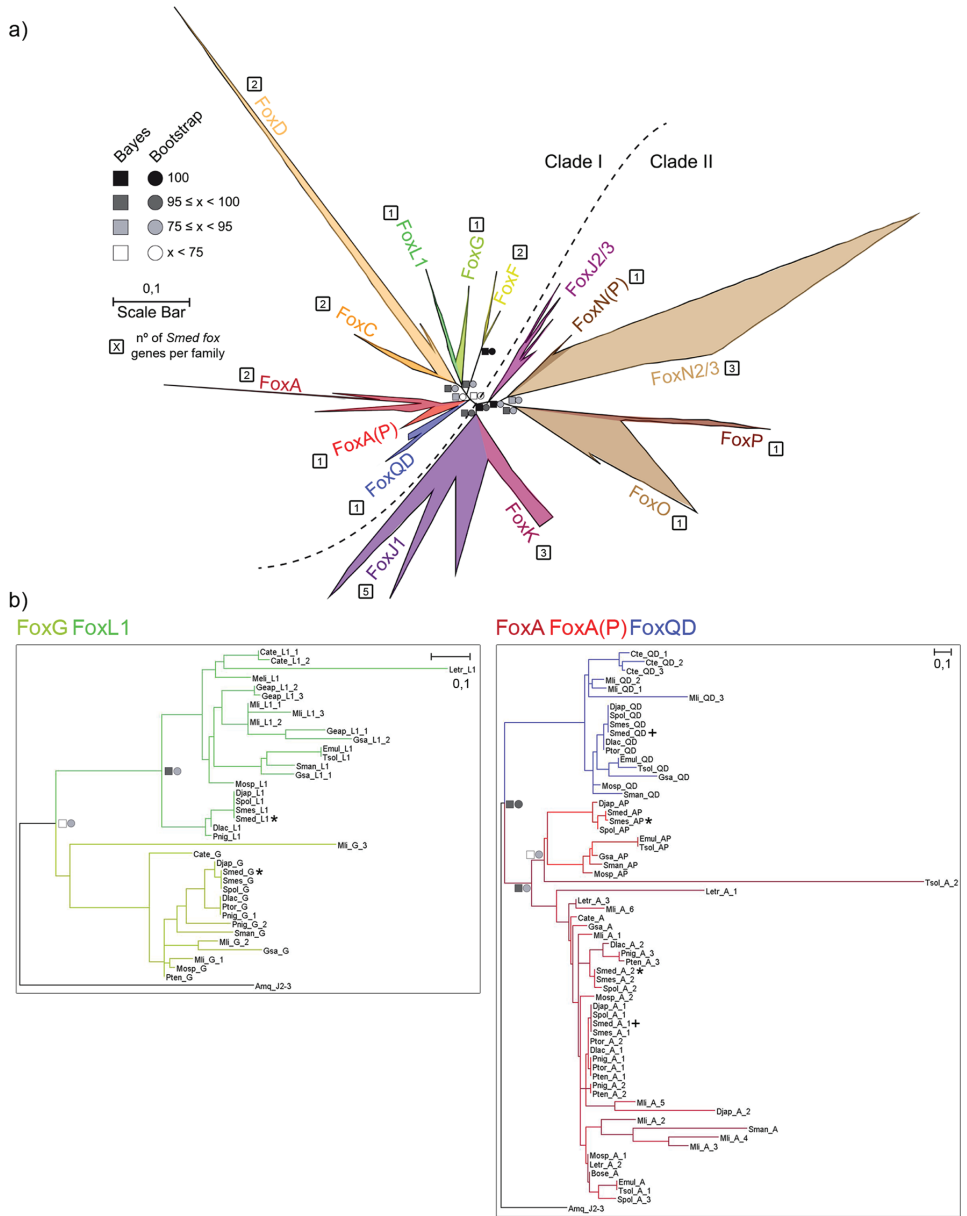 a)
Bayes
Bootstrap
100
95 ≤ x < 100
75 ≤ x < 95
x < 75
0,1
Scale Bar
X nº of Smed fox
genes per family
Clade I
Clade II
2
FoxD
1
FoxL1
1
FoxG
2
FoxF
FoxJ2/3
1
FoxN(P)
1
FoxN2/3
3
2
FoxC
2
FoxA
FoxA(P)
1
FoxQD
1
FoxJ1
5
FoxK
3
FoxO
1
FoxP
1
b)
FoxG FoxL1
0,1
Cate_L1_1
Cate_L1_2
Letr_L1
Meli_L1
Geap_L1_2
Geap_L1_3
Mli_L1_1
Mli_L1_3
Mli_L1_2
Geap_L1_1
Gsa_L1_2
Emul_L1
Tsol_L1
Sman_L1
Gsa_L1_1
Mosp_L1
Djap_L1
Spol_L1
Smes_L1
Smed_L1 *
Dlac_L1
Pnig_L1
Mli_G_3
Cate_G
Djap_G
Smed_G *
Smes_G
Spol_G
Dlac_G
Ptor_G
Pnig_G_1
Pnig_G_2
Sman_G
Mli_G_2
Gsa_G
Mli_G_1
Mosp_G
Pten_G
Amq_J2-3
FoxA FoxA(P) FoxQD
0,1
Cte_QD_1
Cte_QD_2
Cte_QD_3
Mli_QD_2
Mli_QD_1
Mli_QD_3
Djap_QD
Spol_QD
Smes_QD
Smed_QD +
Dlac_QD
Ptor_QD
Emul_QD
Tsol_QD
Gsa_QD
Mosp_QD
Sman_QD
Djap_AP
Smed_AP
Smes_AP *
Spol_AP
Emul_AP
Tsol_AP
Gsa_AP
Sman_AP
Mosp_AP
Tsol_A_2
Letr_A_1
Letr_A_3
Mli_A_6
Cate_A
Gsa_A
Mli_A_1
Dlac_A_2
Pnig_A_3
Pten_A_3
Smed_A_2 *
Smes_A_2
Spol_A_2
Mosp_A_2
Djap_A_1
Spol_A_1
Smed_A_1 +
Smes_A_1
Ptor_A_2
Dlac_A_1
Pnig_A_1
Ptor_A_1
Pten_A_1
Pnig_A_2
Pten_A_2
Mli_A_5
Djap_A_2
Mli_A_2
Sman_A
Mli_A_4
Mli_A_3
Mosp_A_1
Letr_A_2
Bose_A
Emul_A
Tsol_A_1
Spol_A_3
Amq_J2-3